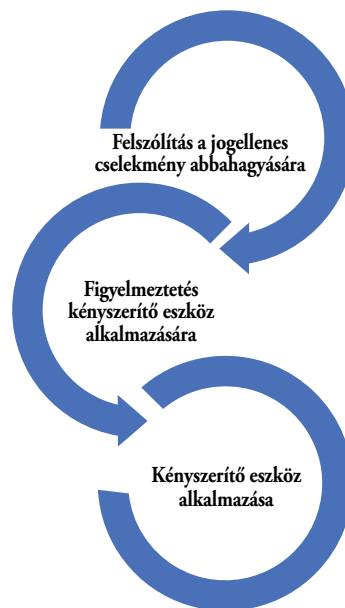 Felszólítás a jogellenes
cselekmény abbahagyására
Figyelmeztetés
kényszerítő eszköz
alkalmazására
Kényszerítő eszköz
alkalmazása